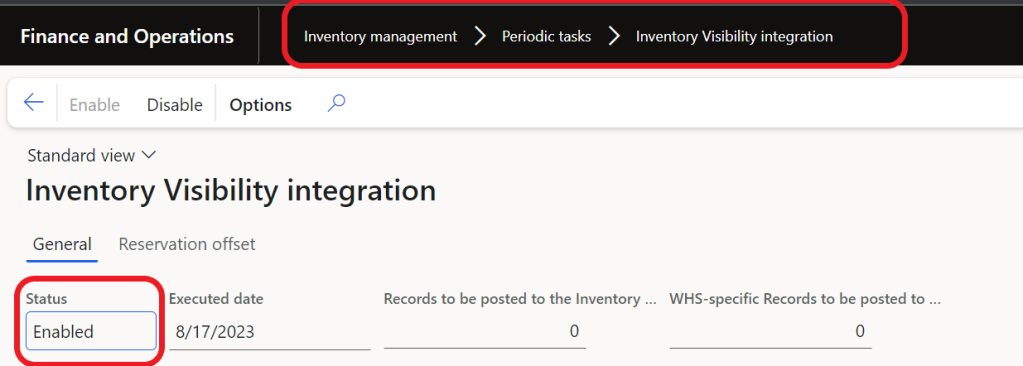 Finance and Operations
Inventory management > Periodic tasks > Inventory Visibility integration
Enable Disable Options
Standard view
Inventory Visibility integration
General Reservation offset
Status Executed date Records to be posted to the Inventory ... WHS-specific Records to be posted to ...
Enabled 8/17/2023 0 0